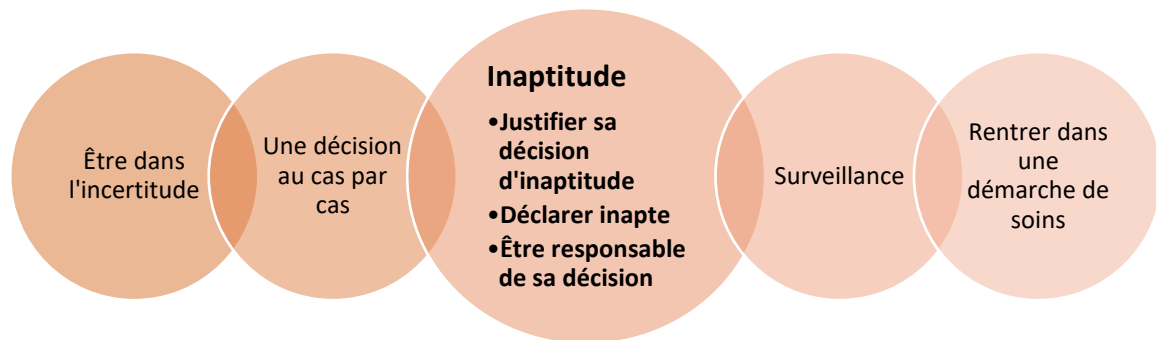 Être dans
l'incertitude
Une décision
au cas par
cas
Inaptitude
•Justifier sa
décision
d'inaptitude
•Déclarer inapte
•Être responsable
de sa décision
Surveillance
Rentrer dans
une
démarche de
soins